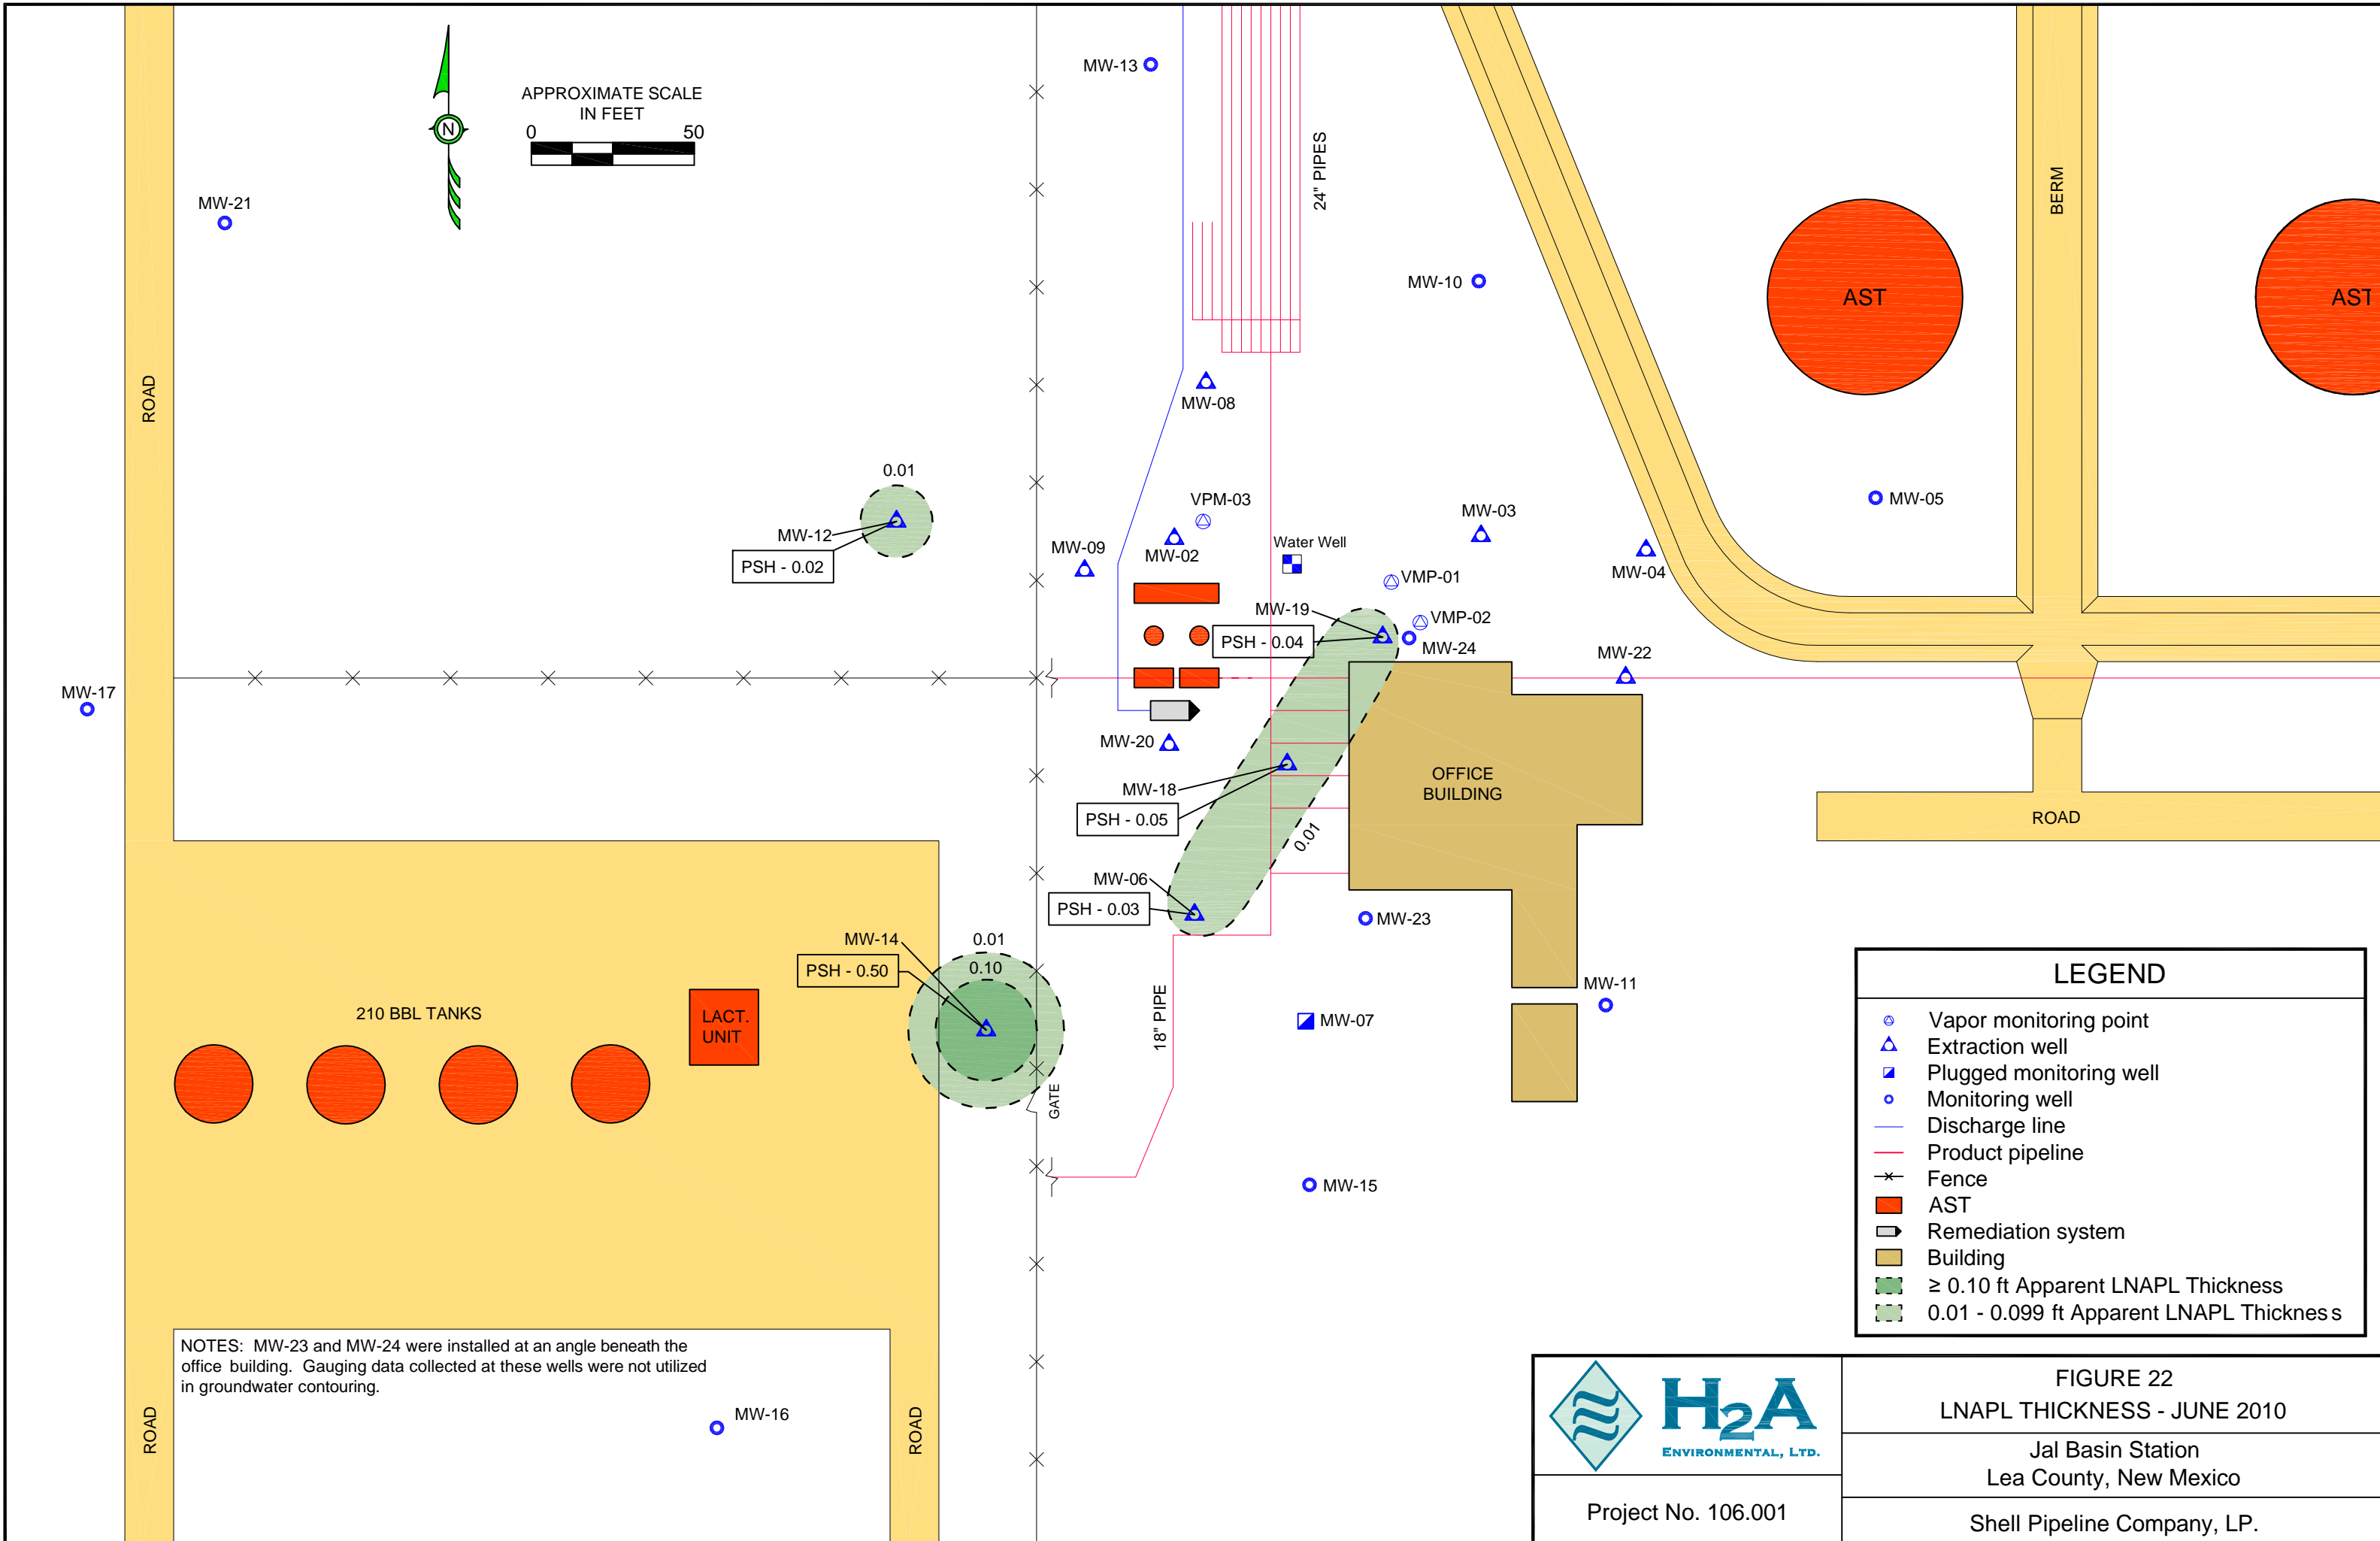 APPROXIMATE SCALE
IN FEET
0 50
N
MW-13
24" PIPES
BERM
MW-21
MW-10
AST
AST
ROAD
MW-08
0.01
MW-12
PSH - 0.02
VPM-03
MW-02
MW-09
Water Well
MW-03
MW-04
MW-05
VMP-01
MW-19
PSH - 0.04
VMP-02
MW-24
MW-22
MW-17
MW-20
MW-18
PSH - 0.05
OFFICE
BUILDING
ROAD
0.01
MW-06
PSH - 0.03
MW-23
MW-14
PSH - 0.50
0.01
0.10
MW-11
210 BBL TANKS
LACT.
UNIT
18" PIPE
MW-07
GATE
MW-15
LEGEND
Vapor monitoring point
Extraction well
Plugged monitoring well
Monitoring well
Discharge line
Product pipeline
Fence
AST
Remediation system
Building
≥ 0.10 ft Apparent LNAPL Thickness
0.01 - 0.099 ft Apparent LNAPL Thickness
NOTES: MW-23 and MW-24 were installed at an angle beneath the
office building. Gauging data collected at these wells were not utilized
in groundwater contouring.
ROAD
MW-16
ROAD
H2A
ENVIRONMENTAL, LTD.
Project No. 106.001
FIGURE 22
LNAPL THICKNESS - JUNE 2010
Jal Basin Station
Lea County, New Mexico
Shell Pipeline Company, LP.